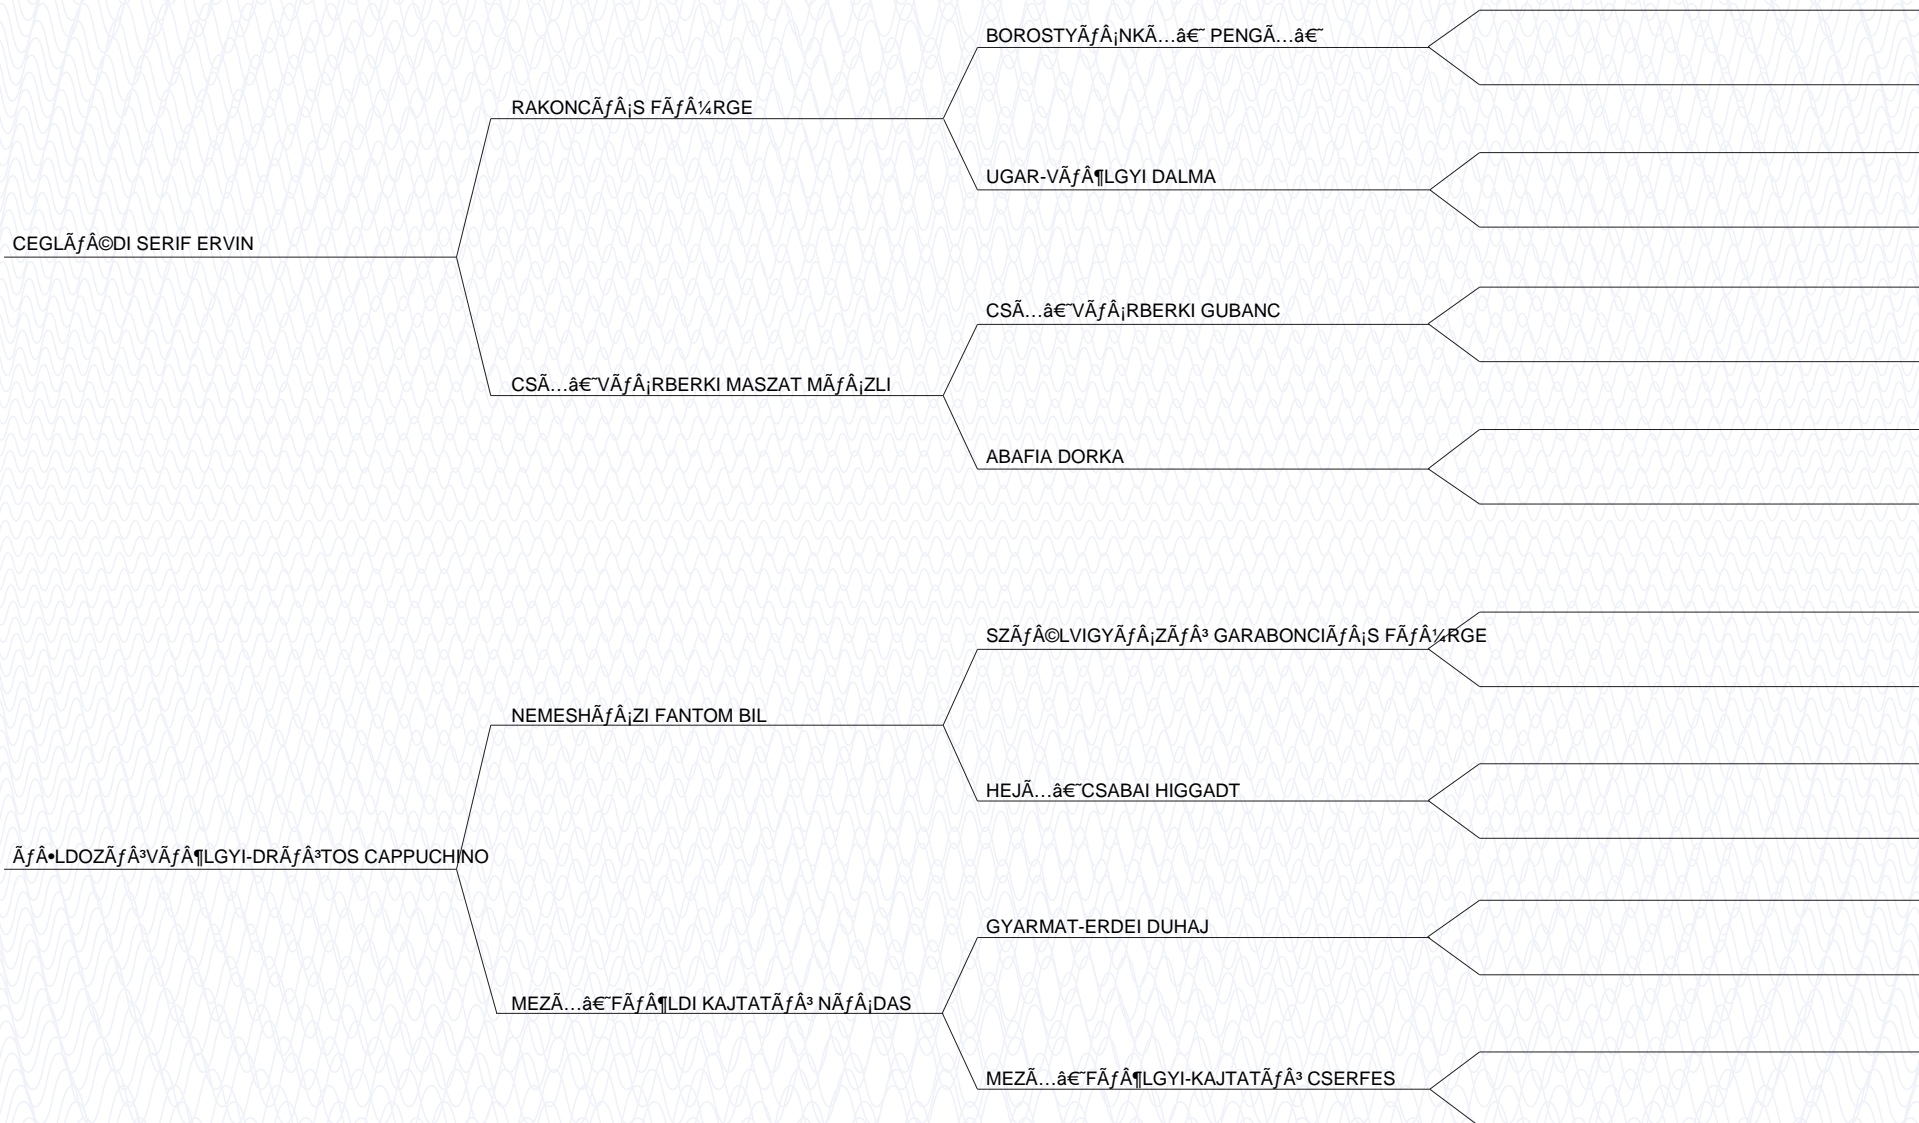 BOROSTYÃƒÂ¡NKÃ…â€˜ PENGÃ…â€˜
RAKONCÃƒÂ¡S FÃƒÂ¼RGE
UGAR-VÃƒÂ¶LGYI DALMA
CEGLÃƒÂ©DI SERIF ERVIN
CSÃ…â€˜VÃƒÂ¡RBERKI GUBANC
CSÃ…â€˜VÃƒÂ¡RBERKI MASZAT MÃƒÂ¡ZLI
ABAFIA DORKA
SZÃƒÂ©LVIGYÃƒÂ¡ZÃƒÂ³ GARABONCIÃƒÂ¡S FÃƒÂ¼RGE
NEMESHÃƒÂ¡ZI FANTOM BIL
HEJÃ…â€˜CSABAI HIGGADT
ÃƒÂ•LDOZÃƒÂ³VÃƒÂ¶LGYI-DRÃƒÂ³TOS CAPPUCHINO
GYARMAT-ERDEI DUHAJ
MEZÃ…â€˜FÃƒÂ¶LDI KAJTATÃƒÂ³ NÃƒÂ¡DAS
MEZÃ…â€˜FÃƒÂ¶LGYI-KAJTATÃƒÂ³ CSERFES